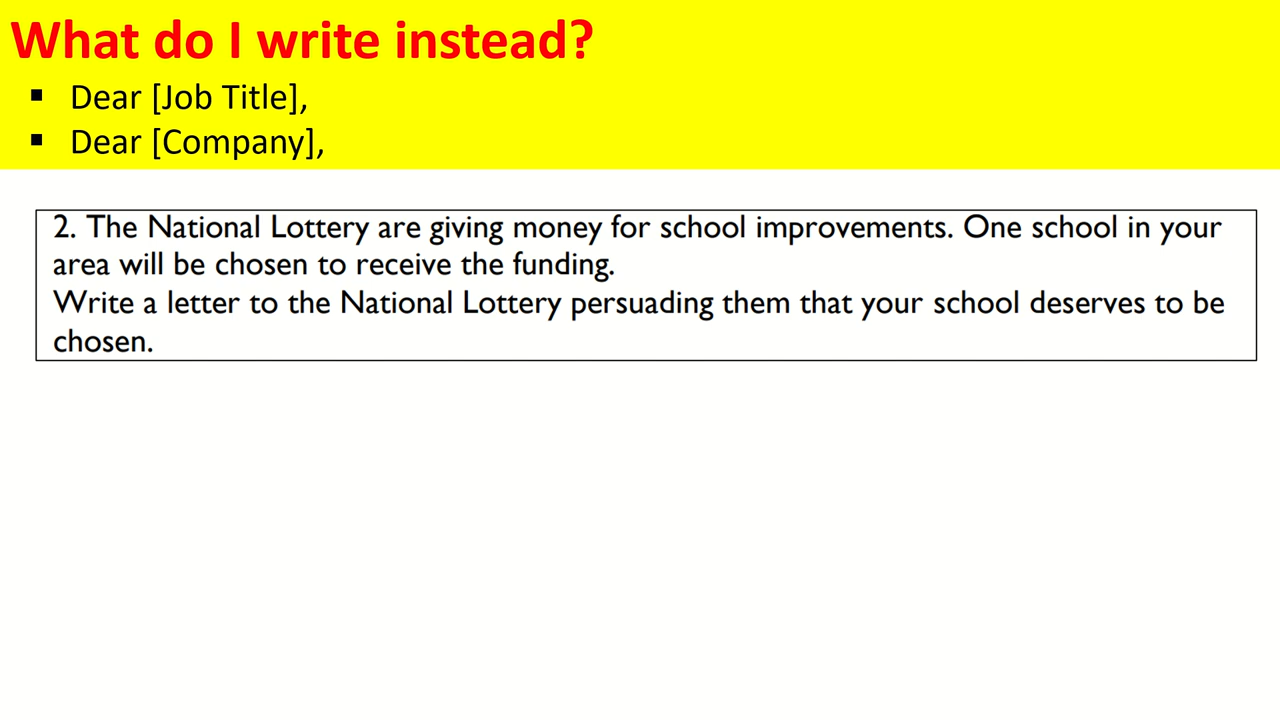 What do I write instead?
▪ Dear [Job Title],
▪ Dear [Company],
2. The National Lottery are giving money for school improvements. One school in your
area will be chosen to receive the funding.
Write a letter to the National Lottery persuading them that your school deserves to be
chosen.